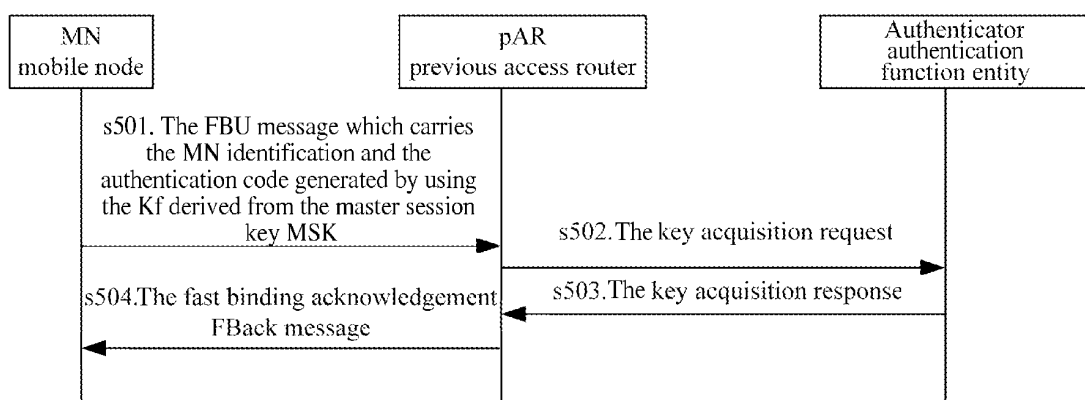 MN
mobile node
pAR
previous access router
Authenticator
authentication
function entity
s501. The FBU message which carries
the MN identification and the
authentication code generated by using
the Kf derived from the master session
key MSK
s502.The key acquisition request
s503.The key acquisition response
s504.The fast binding acknowledgement
FBack message